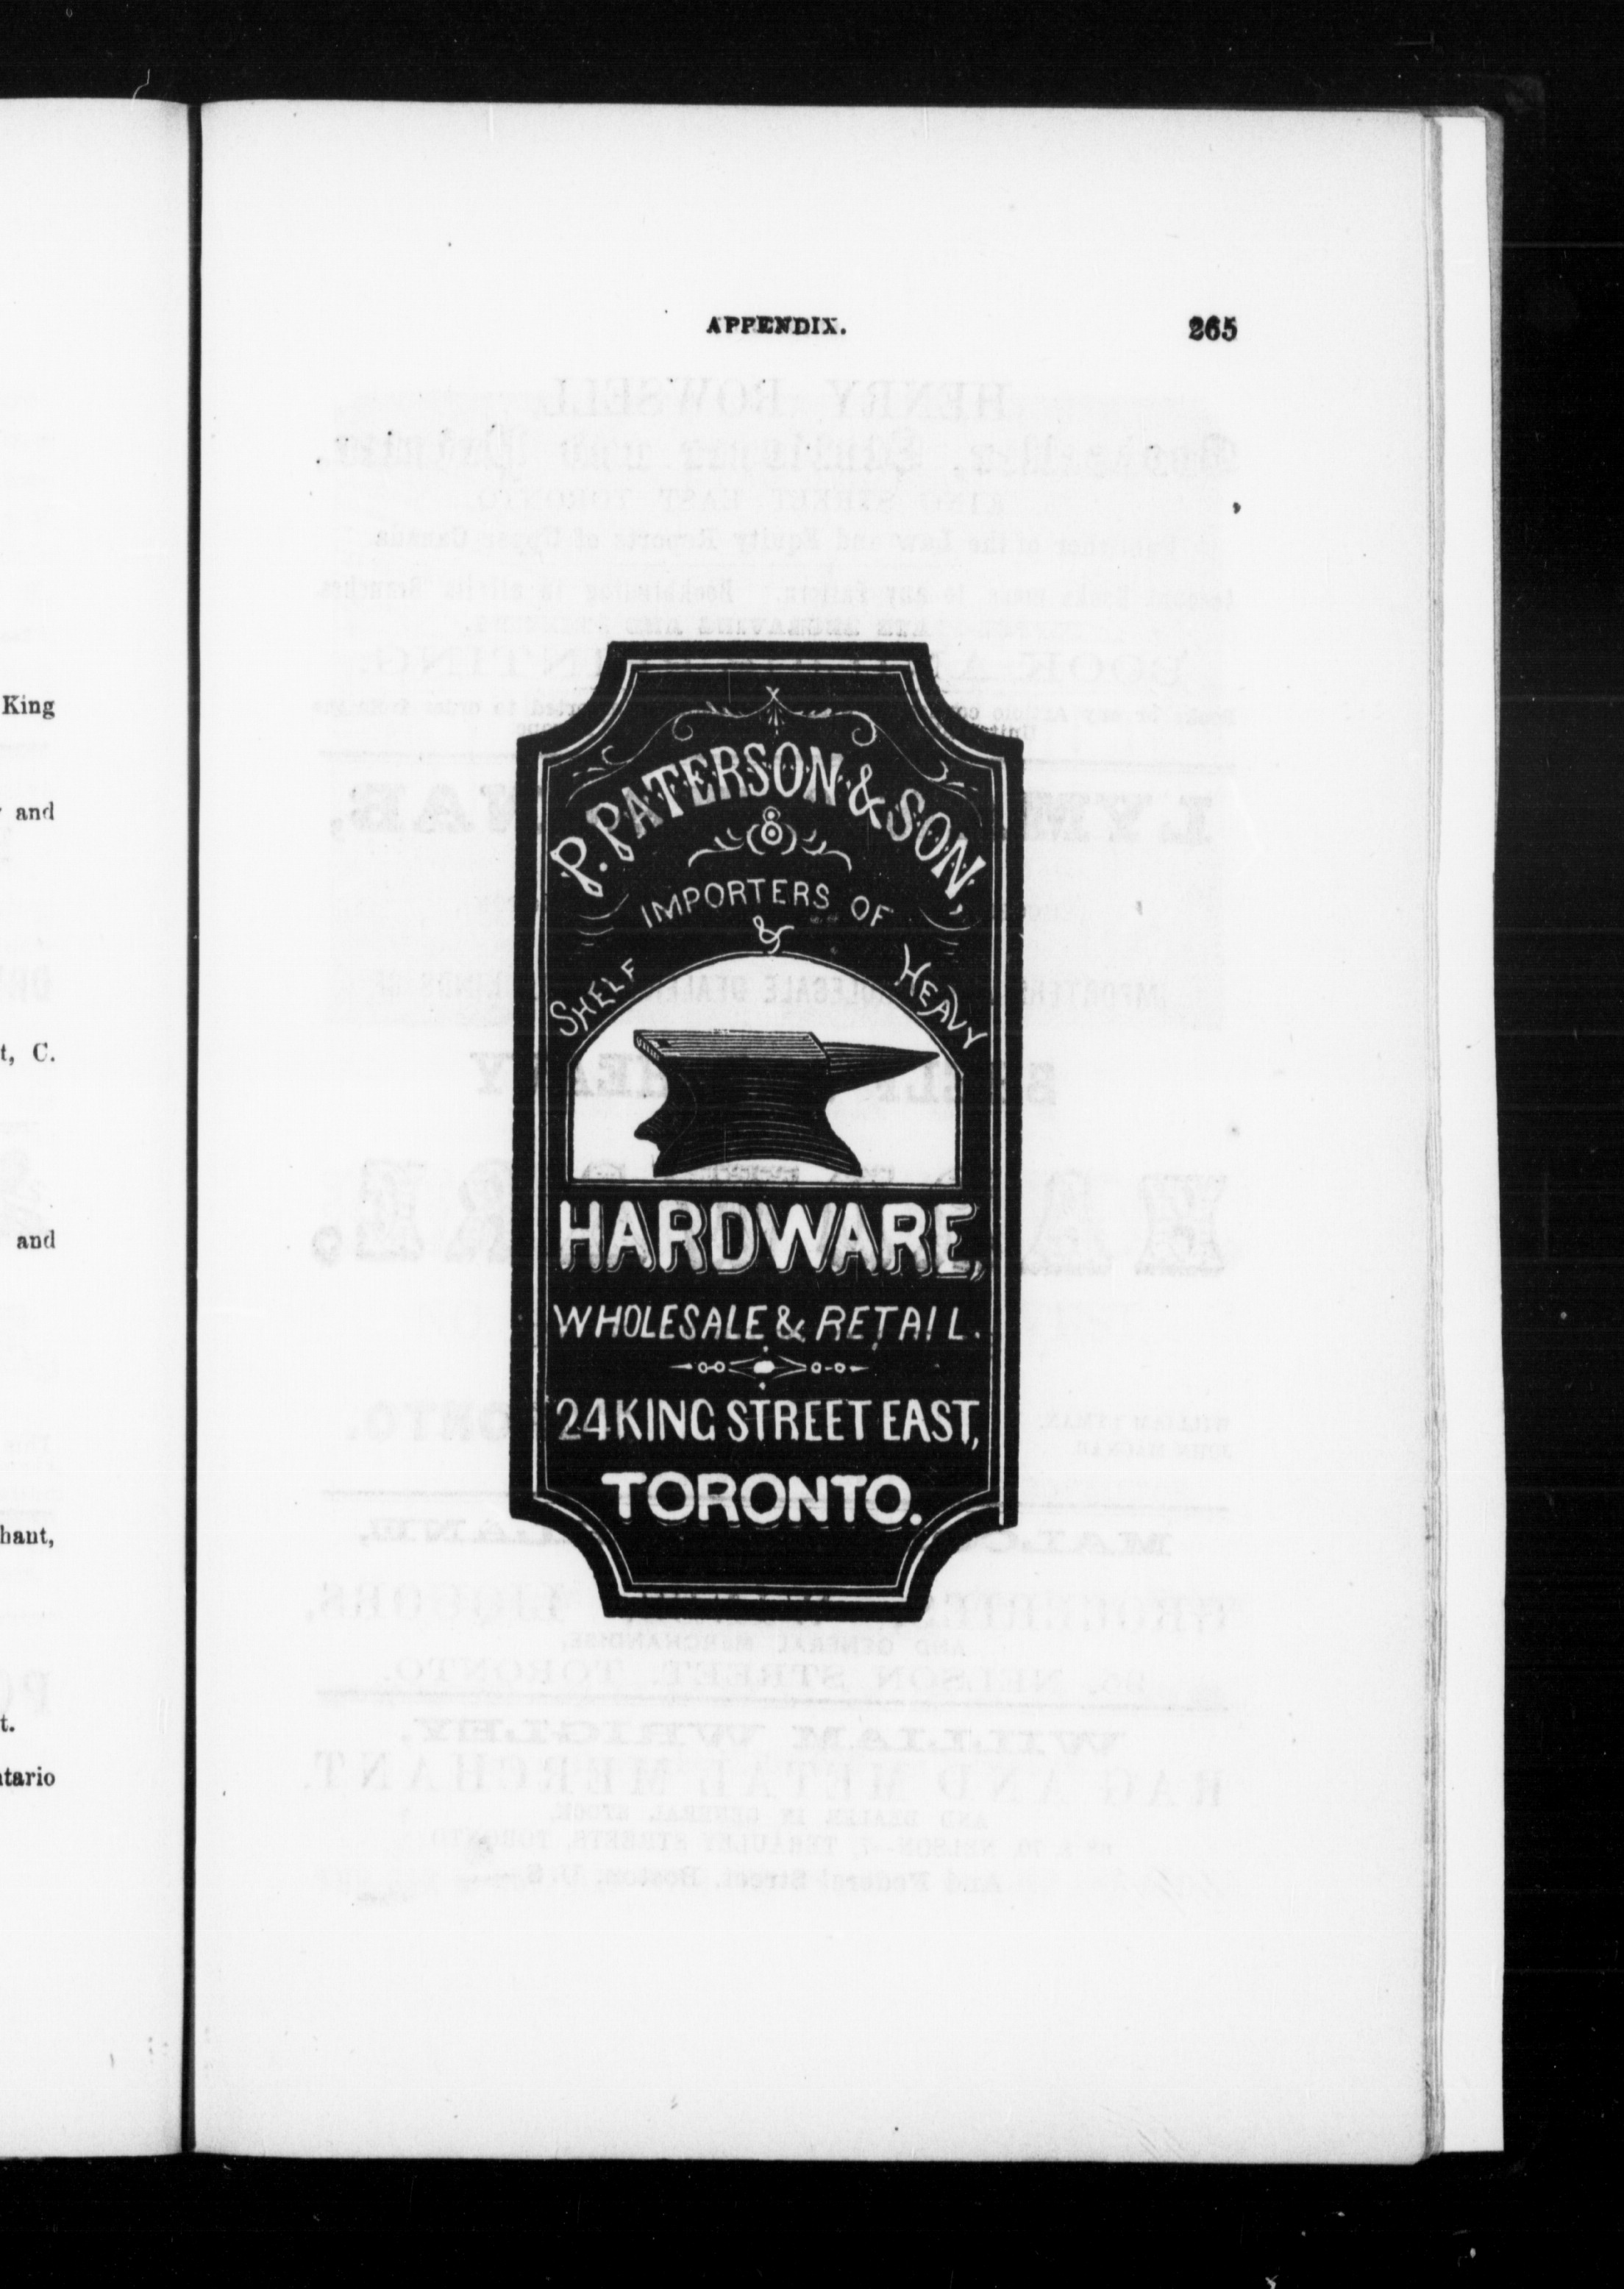 King
and
t, C.
and
hant,
t.
ntario
APPENDIX. 265
P. PATERSON & SON,
IMPORTERS OF
SHELF & HEAVY
HARDWARE,
WHOLESALE & RETAIL.
24 KING STREET EAST,
TORONTO.